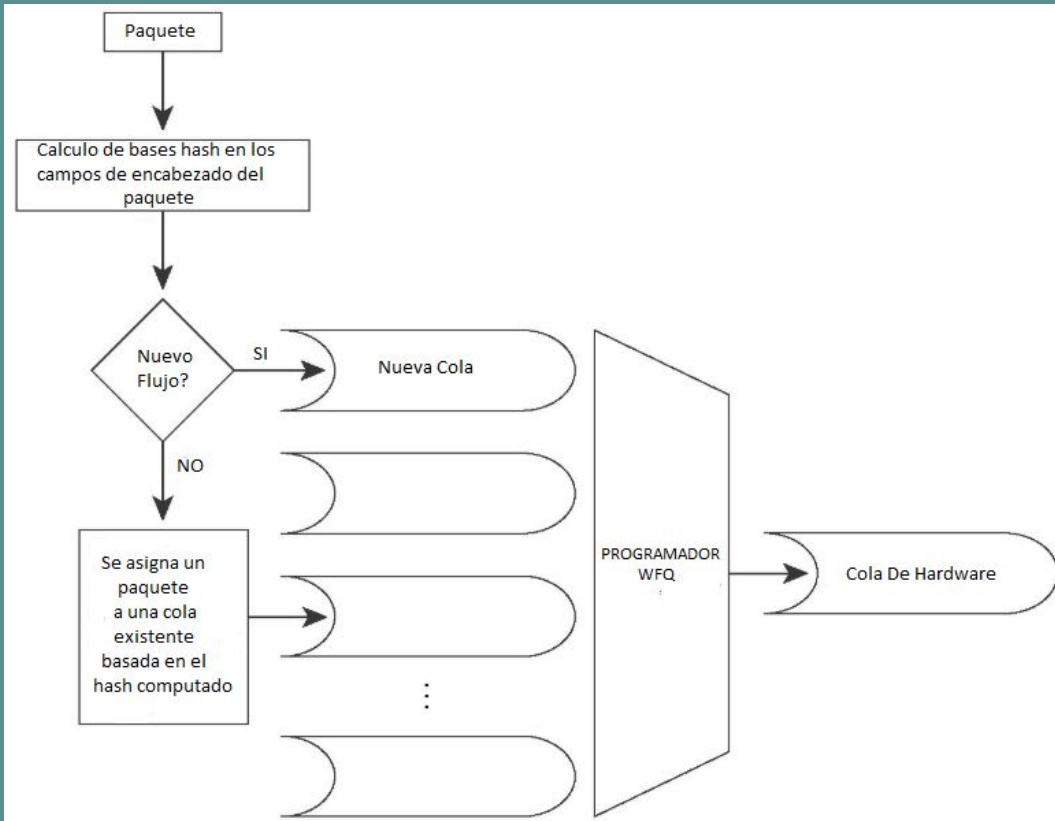 Paquete
Calculo de bases hash en los
campos de encabezado del
paquete
Nuevo
Flujo?
SI
Nueva Cola
NO
Se asigna un
paquete
a una cola
existente
basada en el
hash computado
PROGRAMADOR
WFQ
Cola De Hardware